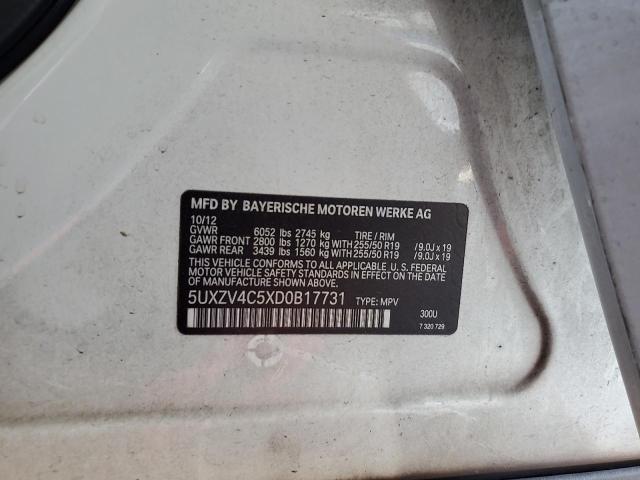 MFD BY BAYERISCHE MOTOREN WERKE AG
10/12
GVWR 6052 lbs 2745 kg TIRE / RIM
GAWR FRONT 2800 lbs 1270 kg WITH 255/50 R19 /9.0J x 19
GAWR REAR 3439 lbs 1560 kg WITH 255/50 R19 /9.0J x 19
THIS VEHICLE CONFORMS TO ALL APPLICABLE U. S. FEDERAL
MOTOR VEHICLE SAFETY STANDARDS IN EFFECT ON THE DATE
OF MANUFACTURE SHOWN ABOVE.
5UXZV4C5XD0B17731 TYPE: MPV
300U
7 320 729